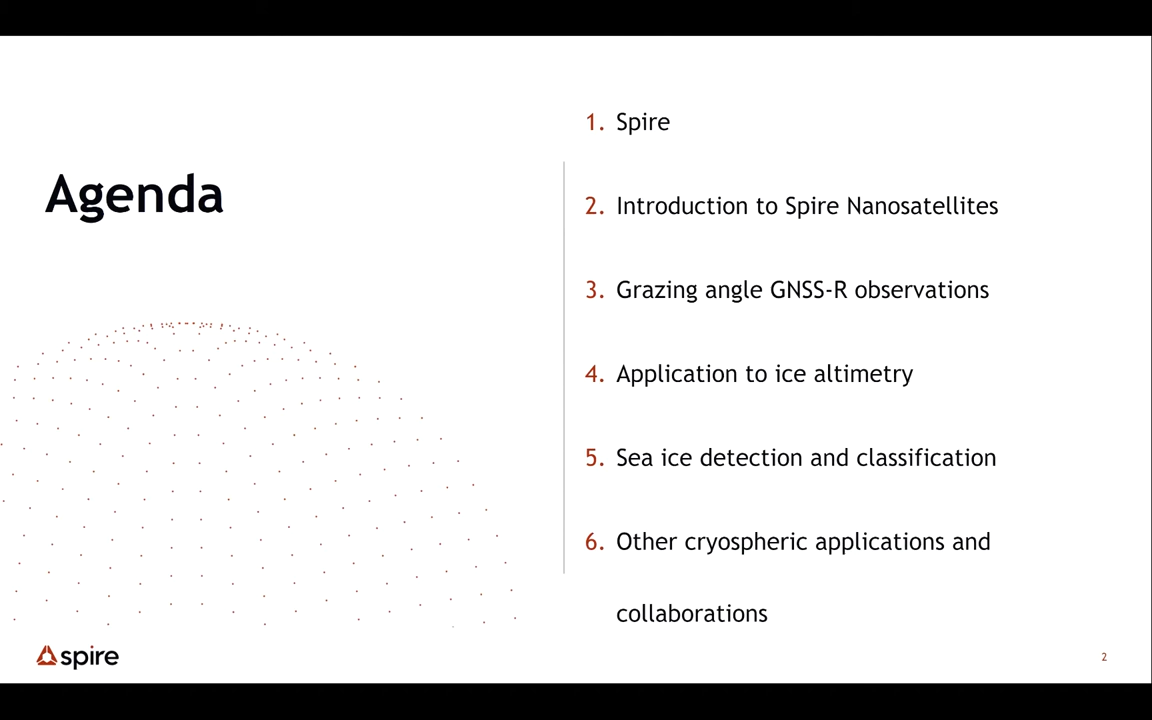 Agenda
1. Spire
2. Introduction to Spire Nanosatellites
3. Grazing angle GNSS-R observations
4. Application to ice altimetry
5. Sea ice detection and classification
6. Other cryospheric applications and
collaborations
spire
2